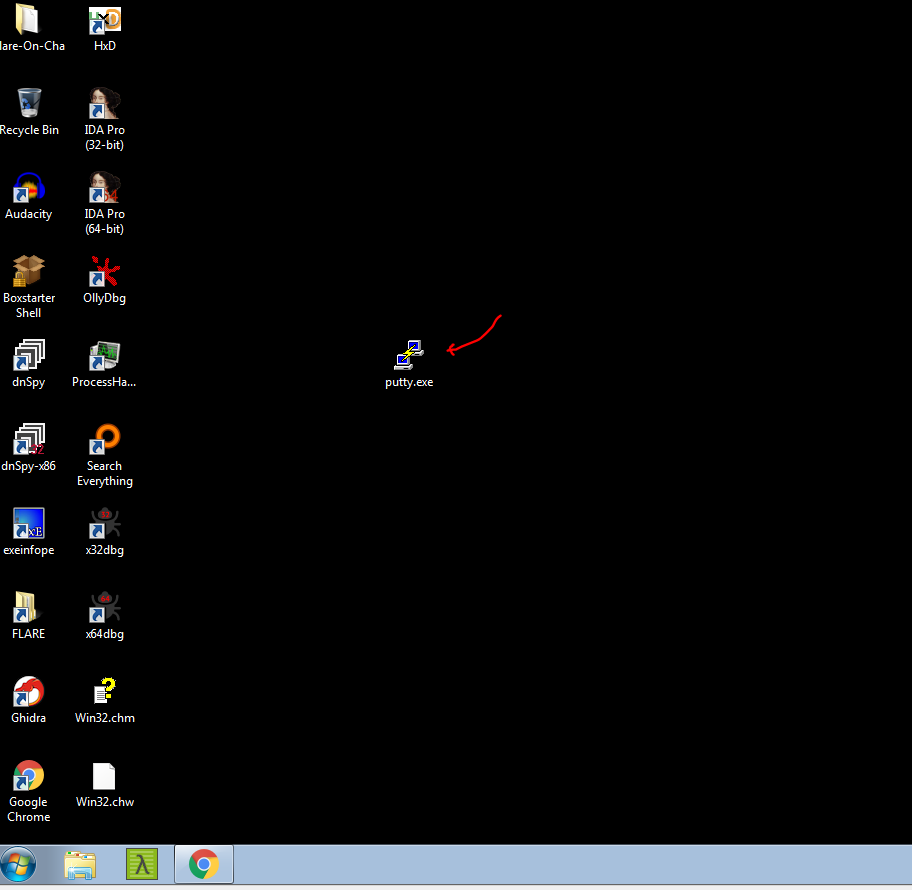 lare-On-Cha
HxD
Recycle Bin
IDA Pro
(32-bit)
Audacity
IDA Pro
(64-bit)
Boxstarter
Shell
OllyDbg
dnSpy
ProcessHa...
putty.exe
dnSpy-x86
Search
Everything
exeinfope
x32dbg
FLARE
x64dbg
Ghidra
Win32.chm
Google
Chrome
Win32.chw